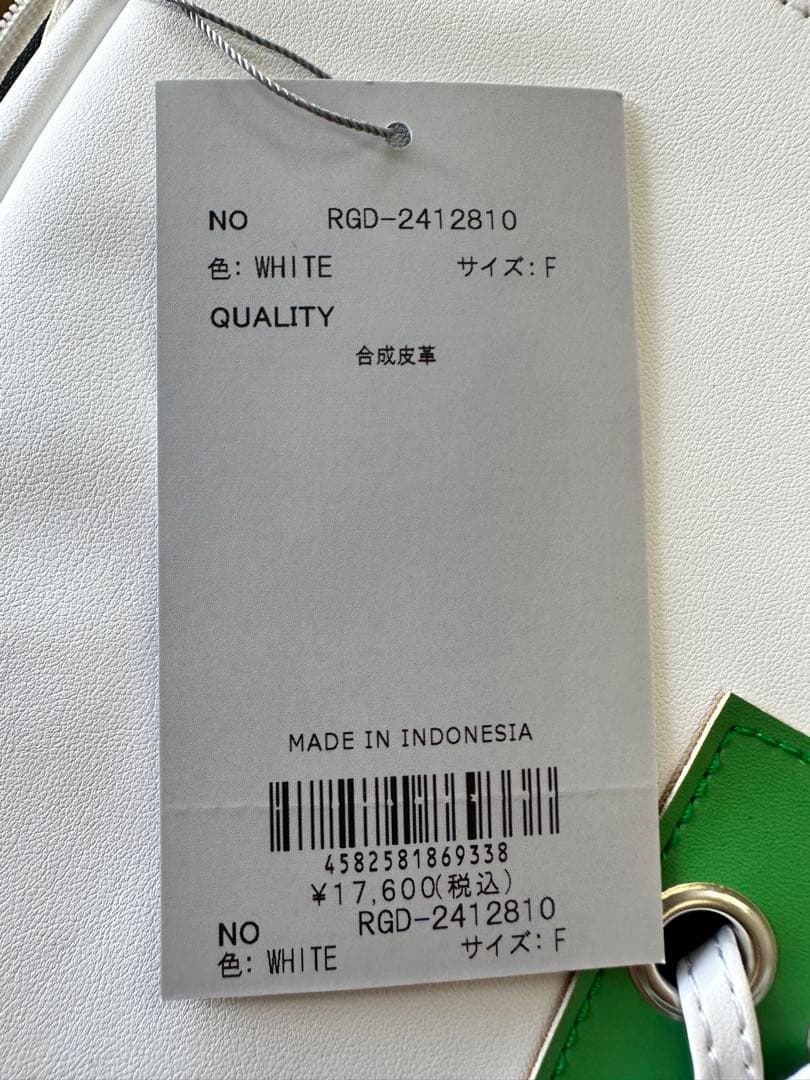 NO RGD-2412810
色: WHITE サイズ: F
QUALITY
合成皮革
MADE IN INDONESIA
4582581869338
¥17,600(税込)
NO RGD-2412810
色: WHITE サイズ: F